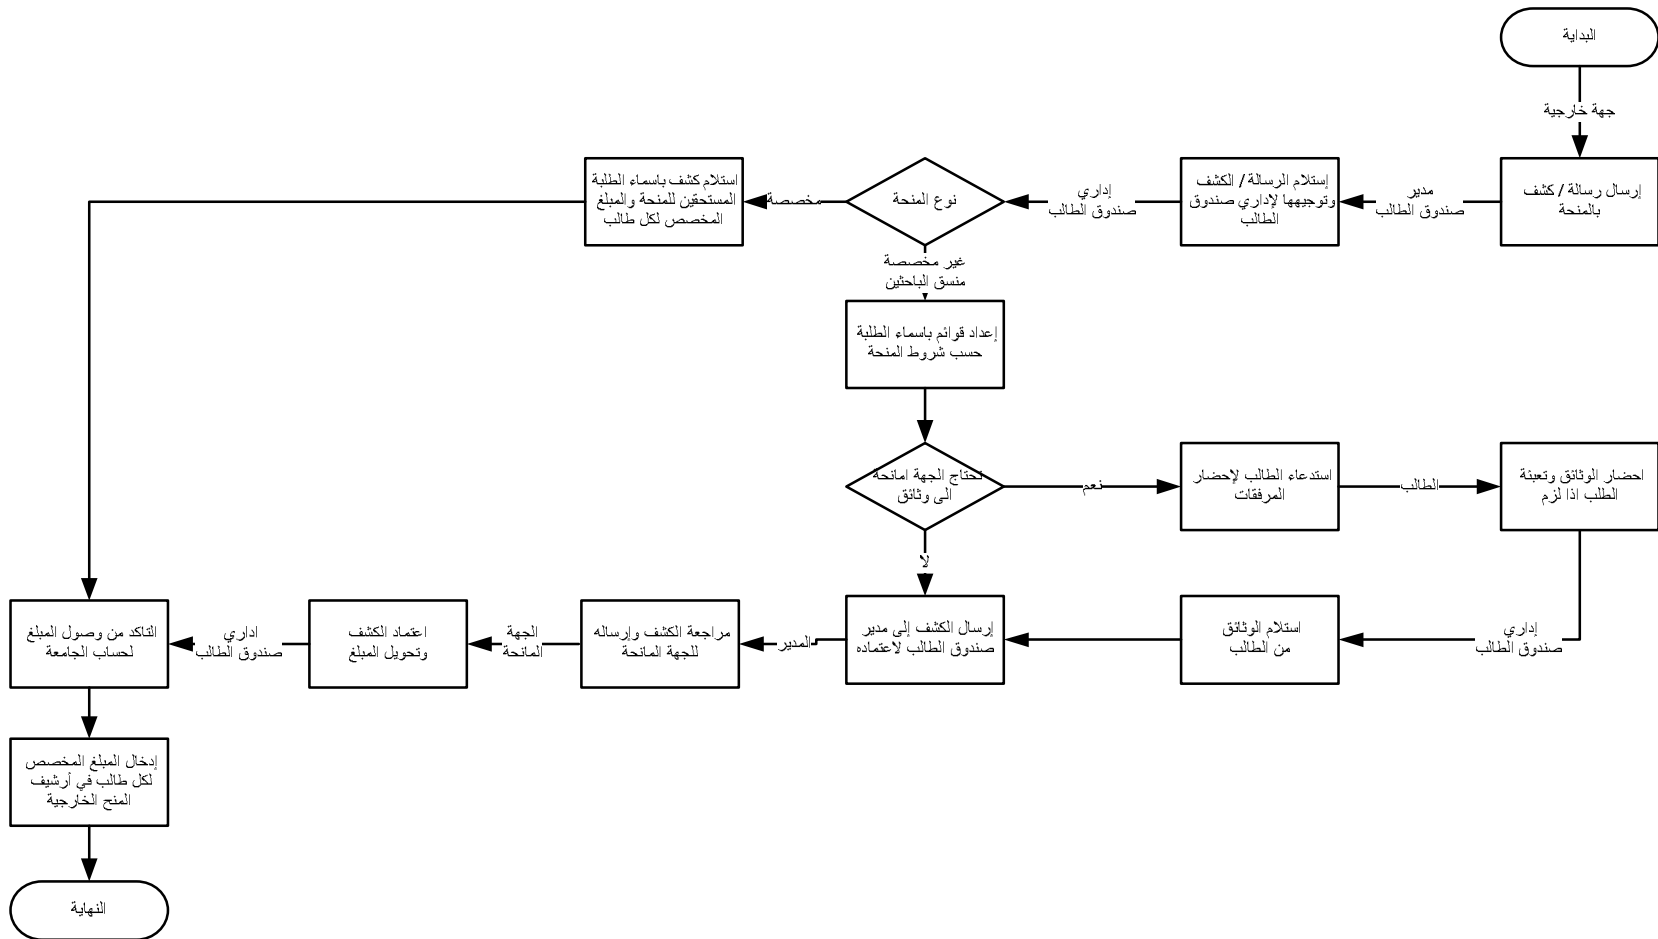 البداية
جهة خارجية
إرسال رسالة / كشف
بالمنحة
مدير
صندوق الطالب
إستلام الرسالة / الكشف
وتوجيهها لإداري صندوق
الطالب
إداري
صندوق الطالب
نوع المنحة
مخصصة
استلام كشف باسماء الطلبة
المستحقين للمنحة والمبلغ
المخصص لكل طالب
غير مخصصة
منسق الباحثين
إعداد قوائم باسماء الطلبة
حسب شروط المنحة
تحتاج الجهة امانحة
الى وثائق
نعم
استدعاء الطالب لإحضار
المرفقات
الطالب
احضار الوثائق وتعبئة
الطلب اذا لزم
إداري
صندوق الطالب
استلام الوثائق
من الطالب
لا
إرسال الكشف إلى مدير
صندوق الطالب لاعتماده
المدير
مراجعة الكشف وإرساله
للجهة المانحة
الجهة
المانحة
اعتماد الكشف
وتحويل المبلغ
اداري
صندوق الطالب
التاكد من وصول المبلغ
لحساب الجامعة
إدخال المبلغ المخصص
لكل طالب في أرشيف
المنح الخارجية
النهاية